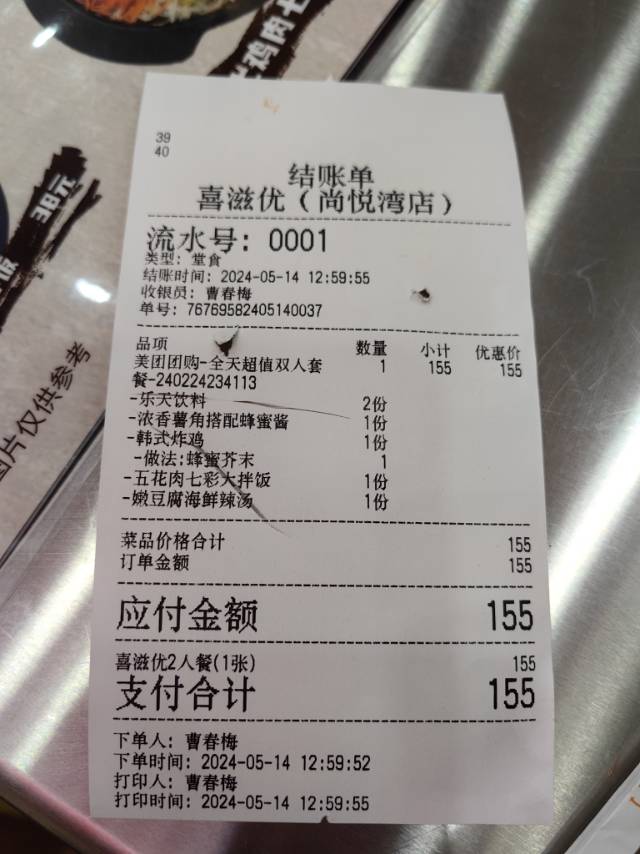 鸡肉七
38元
图片仅供参考
39
40
结账单
喜滋优(尚悦湾店)
流水号: 0001
类型: 堂食
结账时间: 2024-05-14 12:59:55
收银员: 曹春梅
单号: 76769582405140037
品项 数量 小计 优惠价
美团团购-全天超值双人套 1 155 155
餐-240224234113
-乐天饮料 2份
-浓香薯角搭配蜂蜜酱 1份
-韩式炸鸡 1份
-做法:蜂蜜芥末 1
-五花肉七彩大拌饭 1份
-嫩豆腐海鲜辣汤 1份
菜品价格合计 155
订单金额 155
应付金额 155
喜滋优2人餐(1张) 155
支付合计 155
下单人: 曹春梅
下单时间: 2024-05-14 12:59:52
打印人: 曹春梅
打印时间: 2024-05-14 12:59:55